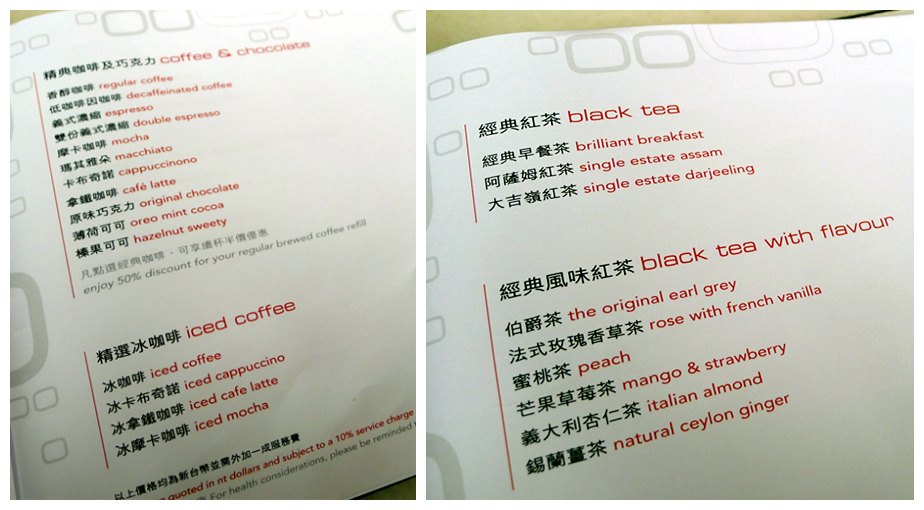 精典咖啡及巧克力 coffee & chocolate
香醇咖啡 regular coffee
低咖啡因咖啡 decaffeinated coffee
義式濃縮 espresso
雙份義式濃縮 double espresso
摩卡咖啡 mocha
瑪其雅朵 macchiato
卡布奇諾 cappuccinono
拿鐵咖啡 café latte
原味巧克力 original chocolate
薄荷可可 oreo mint cocoa
榛果可可 hazelnut sweety
凡點選經典咖啡，可享續杯半價優惠
enjoy 50% discount for your regular brewed coffee refill
精選冰咖啡 iced coffee
冰咖啡 iced coffee
冰卡布奇諾 iced cappuccino
冰拿鐵咖啡 iced cafe latte
冰摩卡咖啡 iced mocha
以上價格均為新台幣並需外加一成服務費
quoted in nt dollars and subject to a 10% service charge
For health considerations, please be reminded
經典紅茶 black tea
經典早餐茶 brilliant breakfast
阿薩姆紅茶 single estate assam
大吉嶺紅茶 single estate darjeeling
經典風味紅茶 black tea with flavour
伯爵茶 the original earl grey
法式玫瑰香草茶 rose with french vanilla
蜜桃茶 peach
芒果草莓茶 mango & strawberry
義大利杏仁茶 italian almond
錫蘭薑茶 natural ceylon ginger